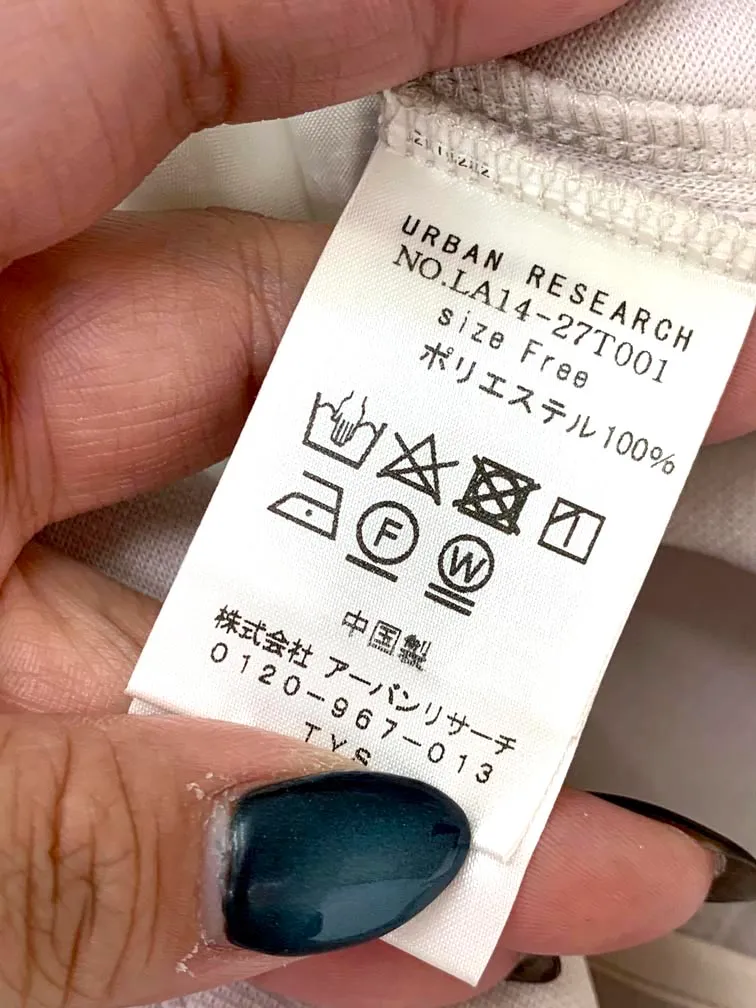 URBAN RESEARCH
NO.LA14-27T001
size Free
ポリエステル100%
F W
中国製
株式会社 アーバンリサーチ
0120-967-013
TYS